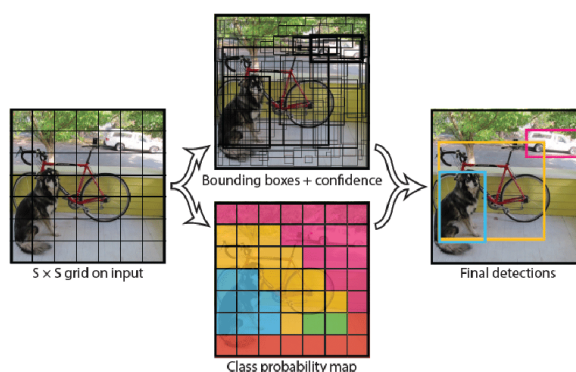 Bounding boxes + confidence
S × S grid on input
Final detections
Class probability map